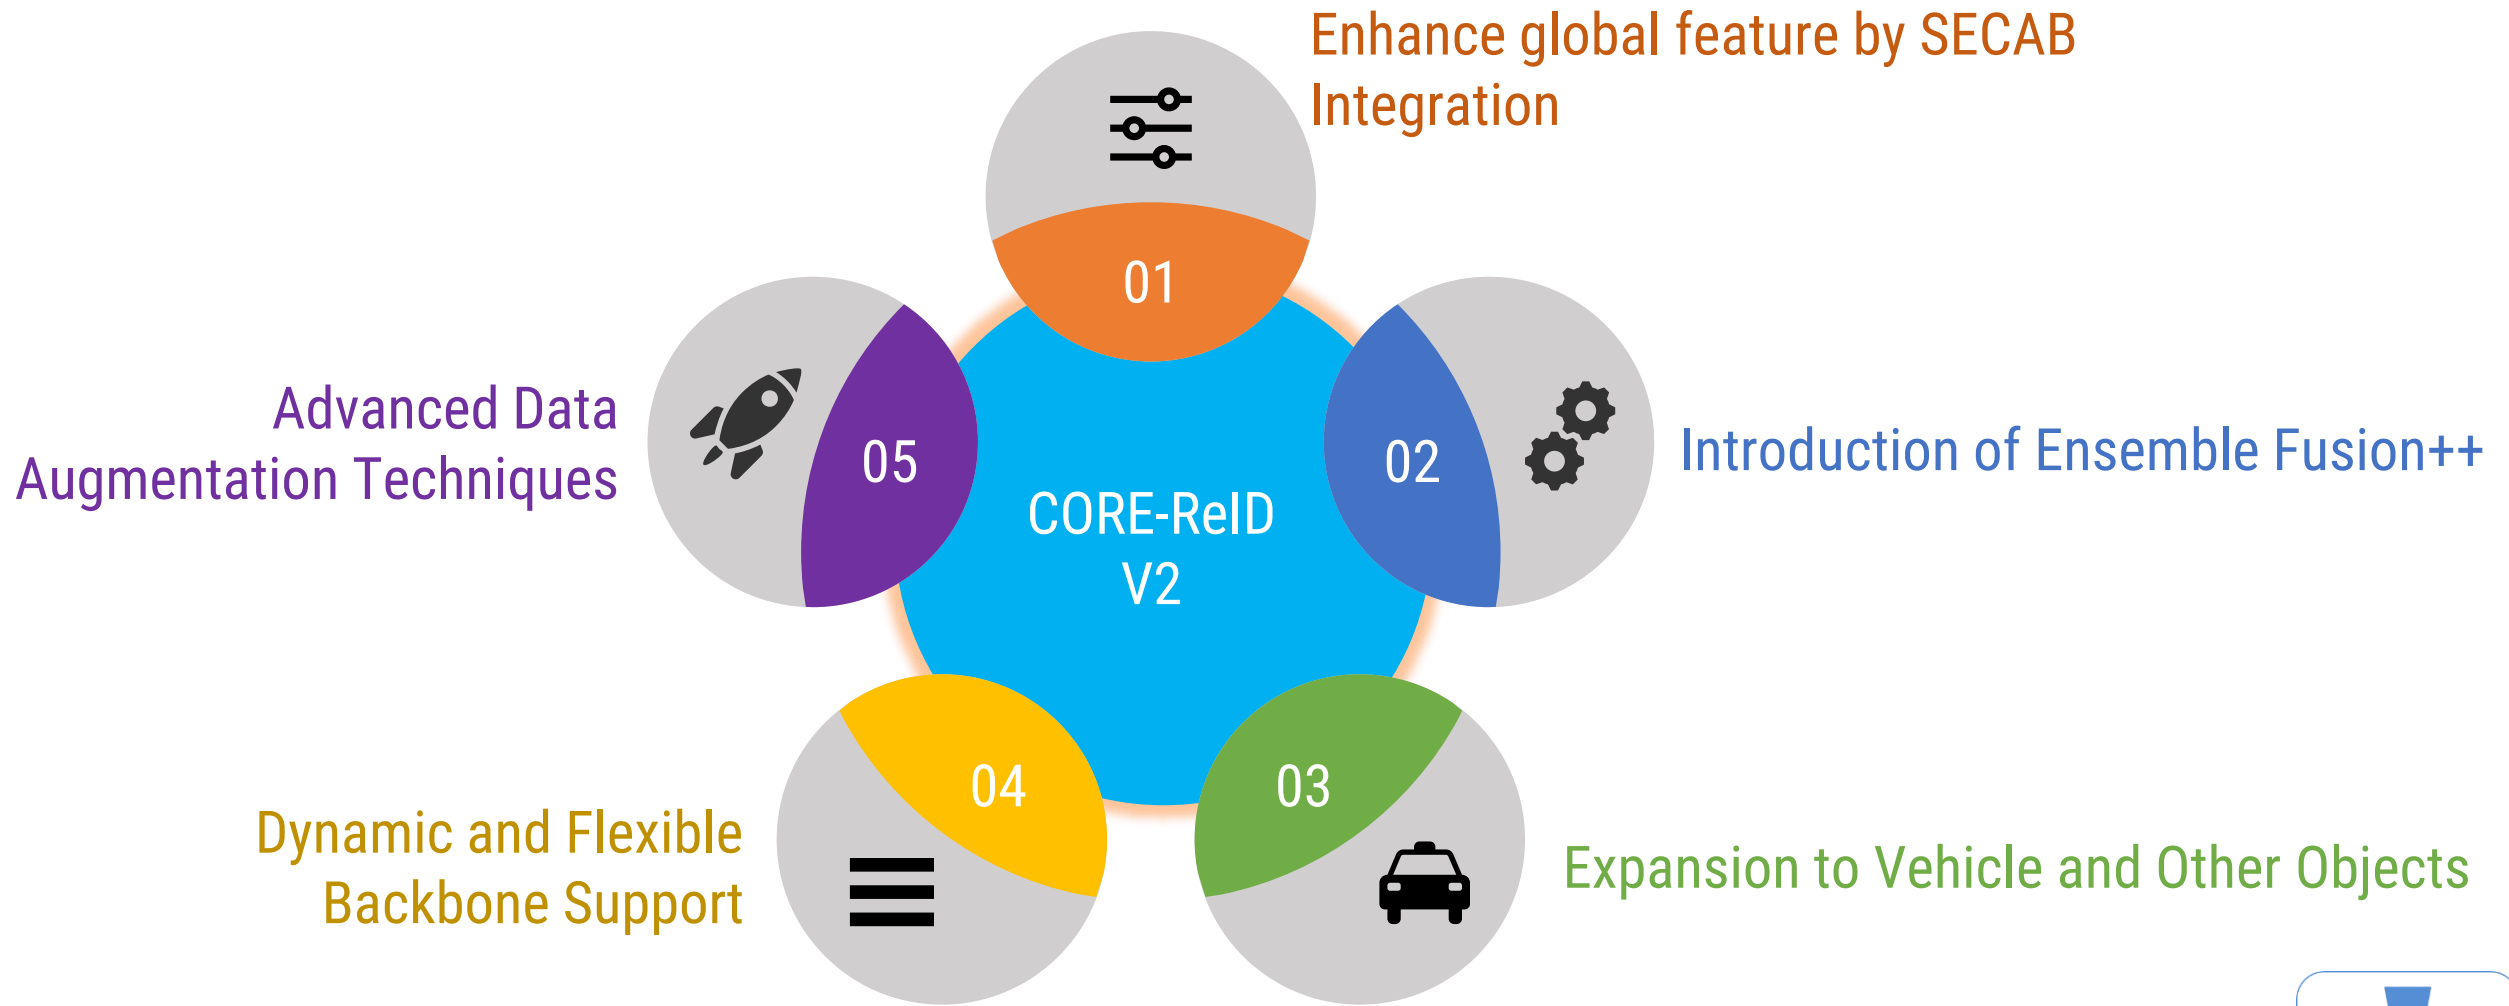 Enhance global feature by SECAB
Integration
01
Advanced Data
Augmentation Techniques
05
02
Introduction of Ensemble Fusion++
CORE-ReID
V2
04
03
Dynamic and Flexible
Backbone Support
Expansion to Vehicle and Other Objects